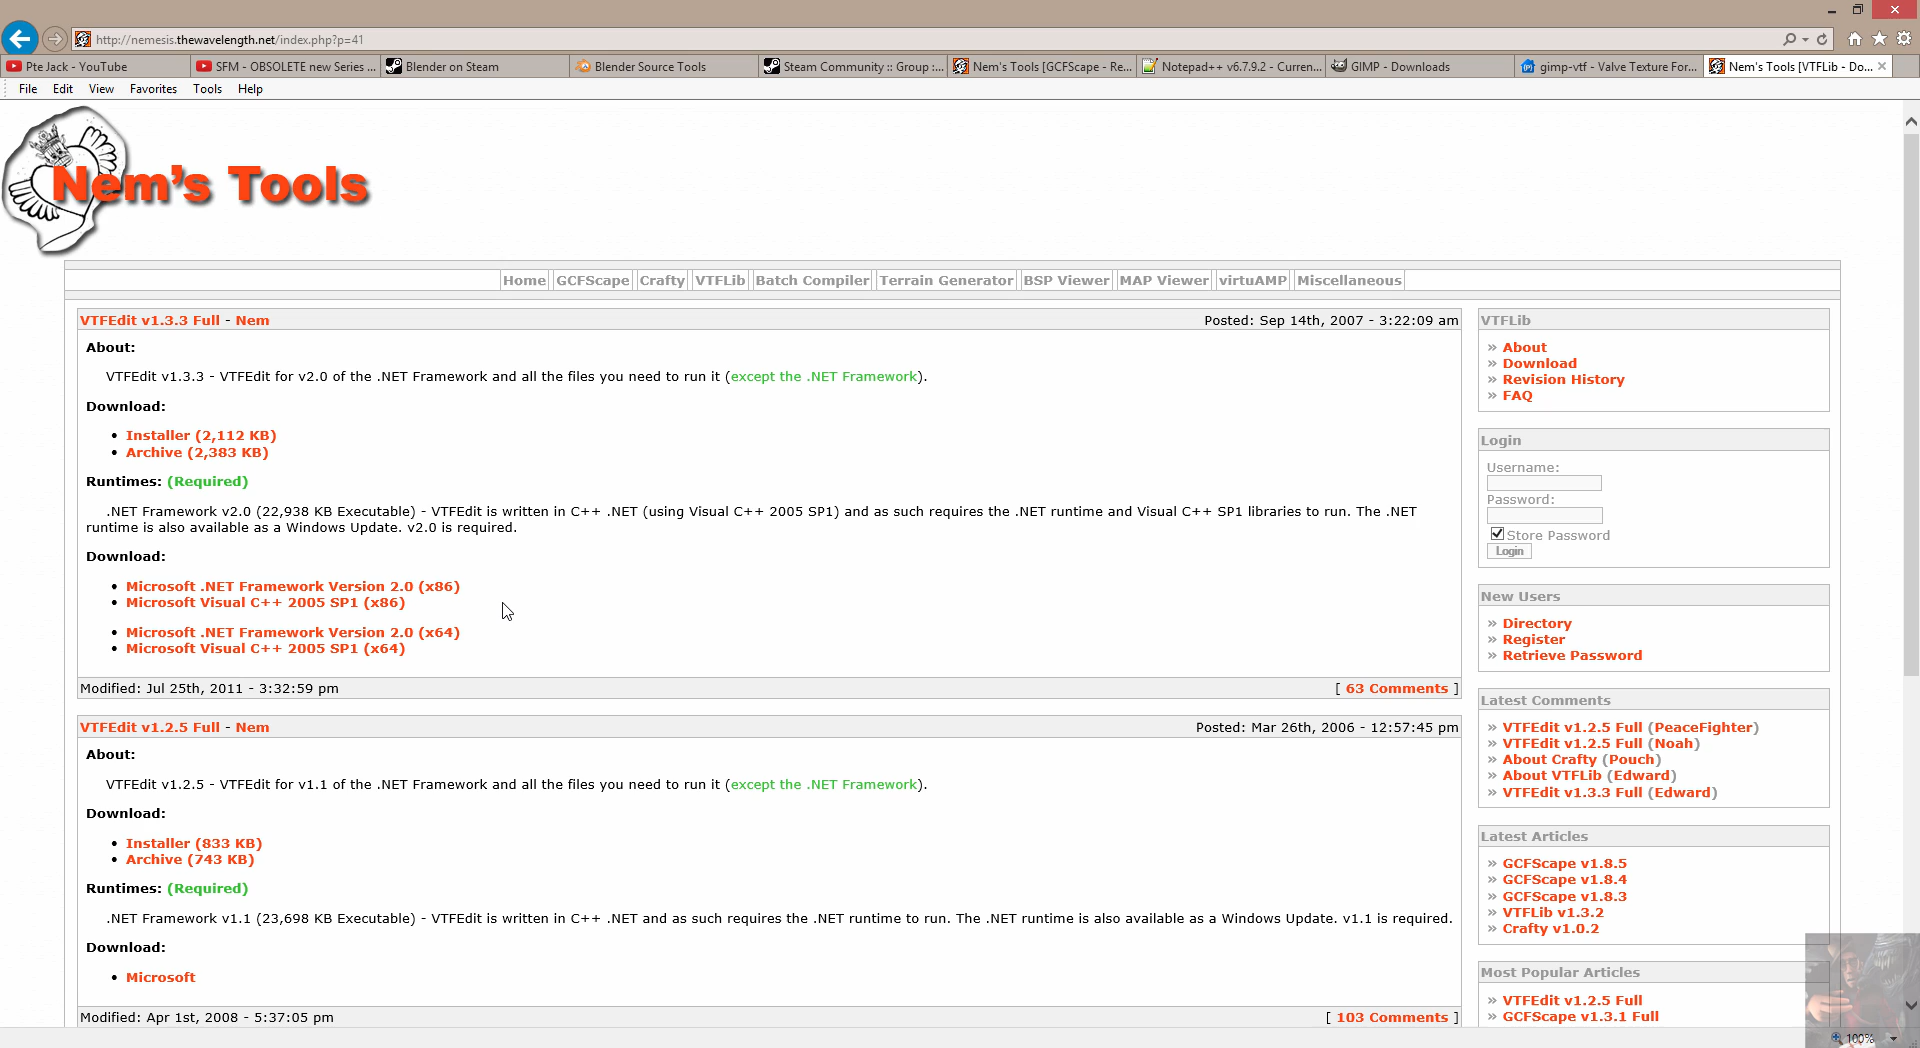 http://nemesis.thewavelength.net/index.php?p=41
Pte Jack - YouTube
SFM - OBSOLETE new Series ...
Blender on Steam
Blender Source Tools
Steam Community :: Group :...
Nem's Tools [GCFScape - Re...
Notepad++ v6.7.9.2 - Curren...
GIMP - Downloads
gimp-vtf - Valve Texture For...
Nem's Tools [VTFLib - Do...
File Edit View Favorites Tools Help
Nem's Tools
Home GCFScape Crafty VTFLib Batch Compiler Terrain Generator BSP Viewer MAP Viewer virtuAMP Miscellaneous
VTFEdit v1.3.3 Full - Nem Posted: Sep 14th, 2007 - 3:22:09 am
About:
VTFEdit v1.3.3 - VTFEdit for v2.0 of the .NET Framework and all the files you need to run it (except the .NET Framework).
Download:
• Installer (2,112 KB)
• Archive (2,383 KB)
Runtimes: (Required)
.NET Framework v2.0 (22,938 KB Executable) - VTFEdit is written in C++ .NET (using Visual C++ 2005 SP1) and as such requires the .NET runtime and Visual C++ SP1 libraries to run. The .NET
runtime is also available as a Windows Update. v2.0 is required.
Download:
• Microsoft .NET Framework Version 2.0 (x86)
• Microsoft Visual C++ 2005 SP1 (x86)
• Microsoft .NET Framework Version 2.0 (x64)
• Microsoft Visual C++ 2005 SP1 (x64)
Modified: Jul 25th, 2011 - 3:32:59 pm [ 63 Comments ]
VTFEdit v1.2.5 Full - Nem Posted: Mar 26th, 2006 - 12:57:45 pm
About:
VTFEdit v1.2.5 - VTFEdit for v1.1 of the .NET Framework and all the files you need to run it (except the .NET Framework).
Download:
• Installer (833 KB)
• Archive (743 KB)
Runtimes: (Required)
.NET Framework v1.1 (23,698 KB Executable) - VTFEdit is written in C++ .NET and as such requires the .NET runtime to run. The .NET runtime is also available as a Windows Update. v1.1 is required.
Download:
• Microsoft
Modified: Apr 1st, 2008 - 5:37:05 pm [ 103 Comments ]
VTFLib
» About
» Download
» Revision History
» FAQ
Login
Username:
Password:
Store Password
Login
New Users
» Directory
» Register
» Retrieve Password
Latest Comments
» VTFEdit v1.2.5 Full (PeaceFighter)
» VTFEdit v1.2.5 Full (Noah)
» About Crafty (Pouch)
» About VTFLib (Edward)
» VTFEdit v1.3.3 Full (Edward)
Latest Articles
» GCFScape v1.8.5
» GCFScape v1.8.4
» GCFScape v1.8.3
» VTFLib v1.3.2
» Crafty v1.0.2
Most Popular Articles
» VTFEdit v1.2.5 Full
» GCFScape v1.3.1 Full
100%